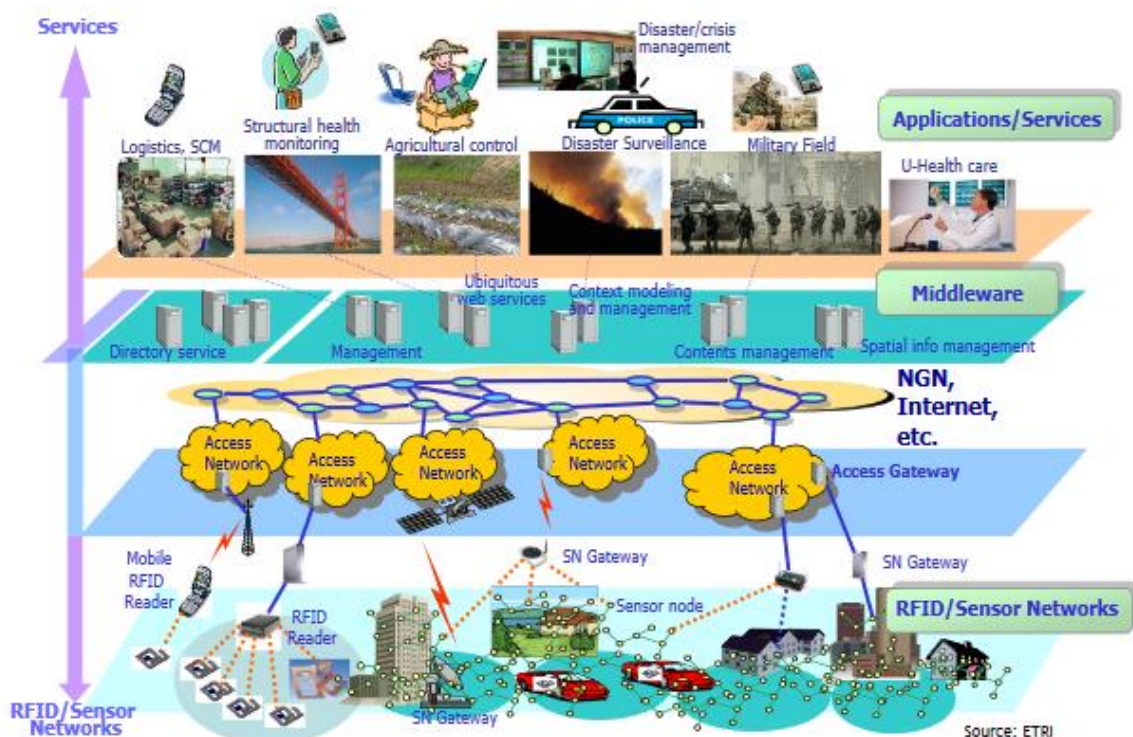 Services
Disaster/crisis
management
Structural health
monitoring
Logistics, SCM
Agricultural control
POLICE
Disaster Surveillance
Military Field
Applications/Services
U-Health care
Ubiquitous
web services
Context modeling
and management
Middleware
Directory service
Management
Contents management
Spatial info management
NGN,
Internet,
etc.
Access
Network
Access
Network
Access
Network
Access
Network
Access
Network
Access Gateway
Mobile
RFID
Reader
SN Gateway
SN Gateway
RFID
Reader
Sensor node
RFID/Sensor Networks
SN Gateway
RFID/Sensor
Networks
Source: ETRI